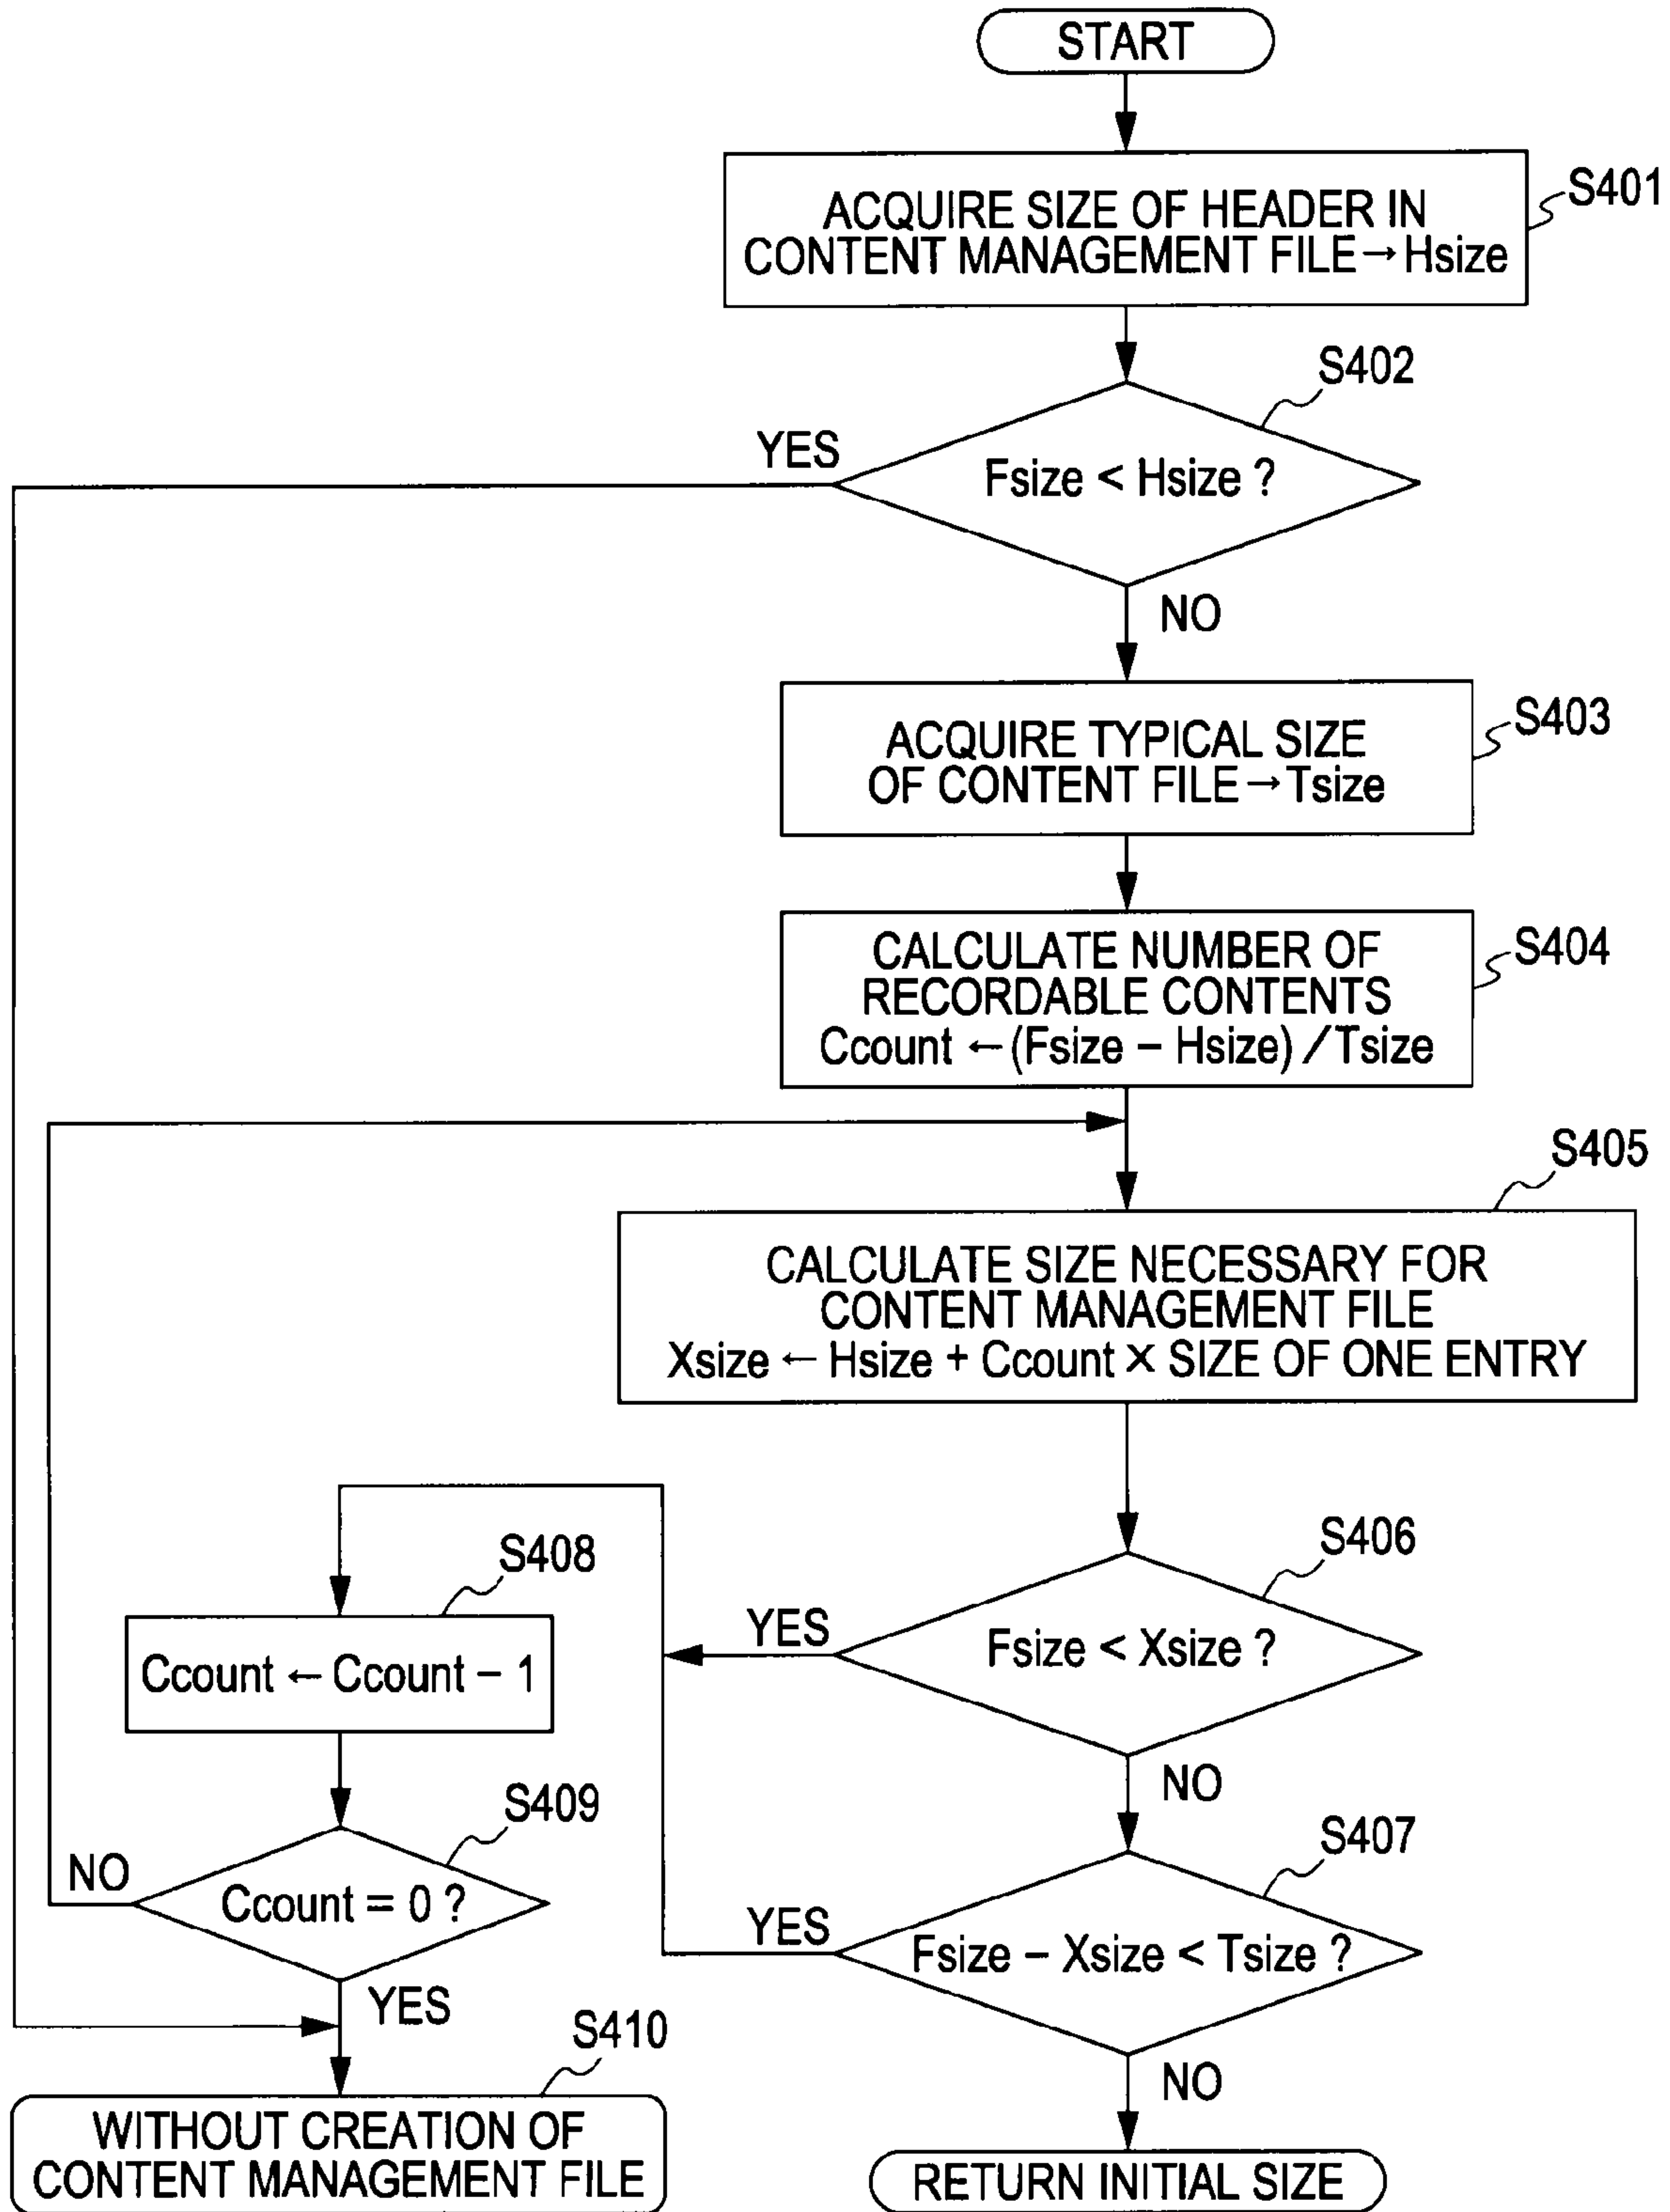 START
ACQUIRE SIZE OF HEADER IN
CONTENT MANAGEMENT FILE → Hsize
S401
S402
Fsize < Hsize ?
YES
NO
ACQUIRE TYPICAL SIZE
OF CONTENT FILE → Tsize
S403
CALCULATE NUMBER OF
RECORDABLE CONTENTS
Ccount ← (Fsize − Hsize) / Tsize
S404
S405
CALCULATE SIZE NECESSARY FOR
CONTENT MANAGEMENT FILE
Xsize ← Hsize + Ccount × SIZE OF ONE ENTRY
S406
Fsize < Xsize ?
YES
NO
S408
Ccount ← Ccount − 1
S409
Ccount = 0 ?
NO
YES
S407
Fsize − Xsize < Tsize ?
YES
NO
S410
WITHOUT CREATION OF
CONTENT MANAGEMENT FILE
RETURN INITIAL SIZE